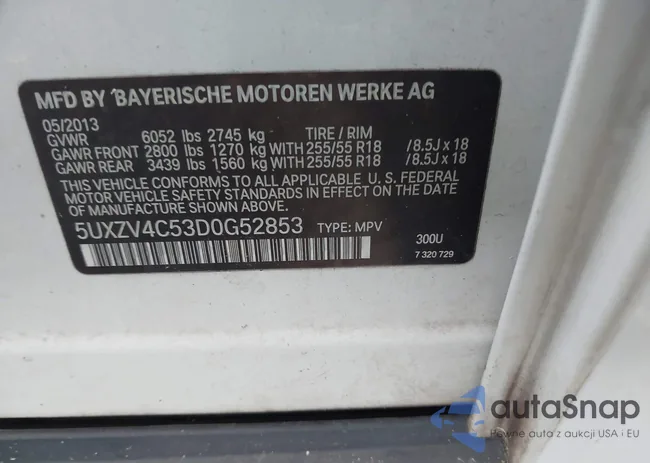 MFD BY BAYERISCHE MOTOREN WERKE AG
05/2013
GVWR 6052 lbs 2745 kg TIRE / RIM
GAWR FRONT 2800 lbs 1270 kg WITH 255/55 R18 / 8.5J x 18
GAWR REAR 3439 lbs 1560 kg WITH 255/55 R18 / 8.5J x 18
THIS VEHICLE CONFORMS TO ALL APPLICABLE U.S. FEDERAL
MOTOR VEHICLE SAFETY STANDARDS IN EFFECT ON THE
DATE OF MANUFACTURE SHOWN ABOVE.
5UXZV4C53D0G52853 TYPE: MPV
300U
7 320 729
autaSnap
Pewne auta z aukcji USA i EU